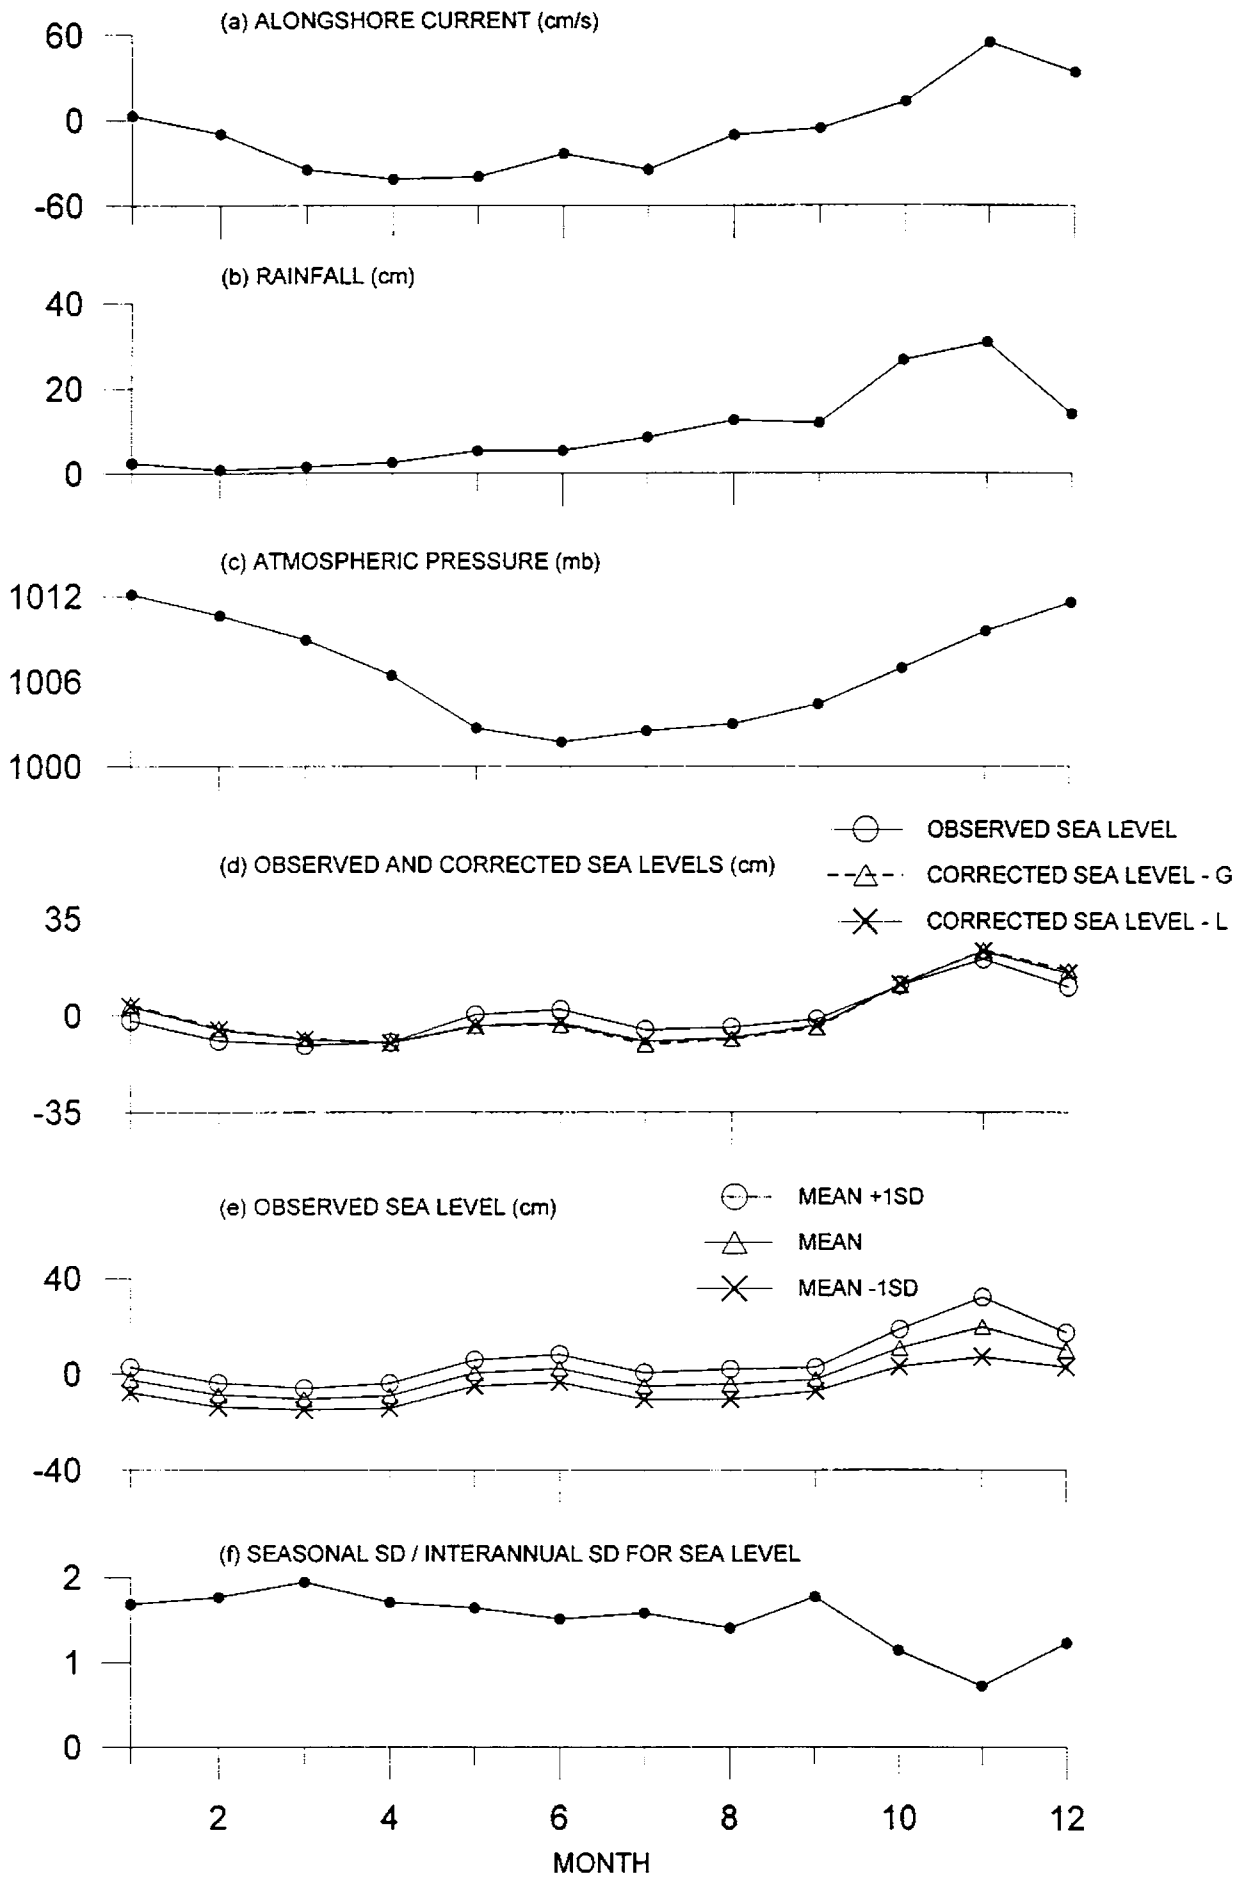 (a) ALONGSHORE CURRENT (cm/s)
60
0
-60
(b) RAINFALL (cm)
40
20
0
(c) ATMOSPHERIC PRESSURE (mb)
1012
1006
1000
OBSERVED SEA LEVEL
(d) OBSERVED AND CORRECTED SEA LEVELS (cm)
CORRECTED SEA LEVEL - G
35
CORRECTED SEA LEVEL - L
0
-35
(e) OBSERVED SEA LEVEL (cm)
MEAN +1SD
MEAN
MEAN -1SD
40
0
-40
(f) SEASONAL SD / INTERANNUAL SD FOR SEA LEVEL
2
1
0
2 4 6 8 10 12
MONTH